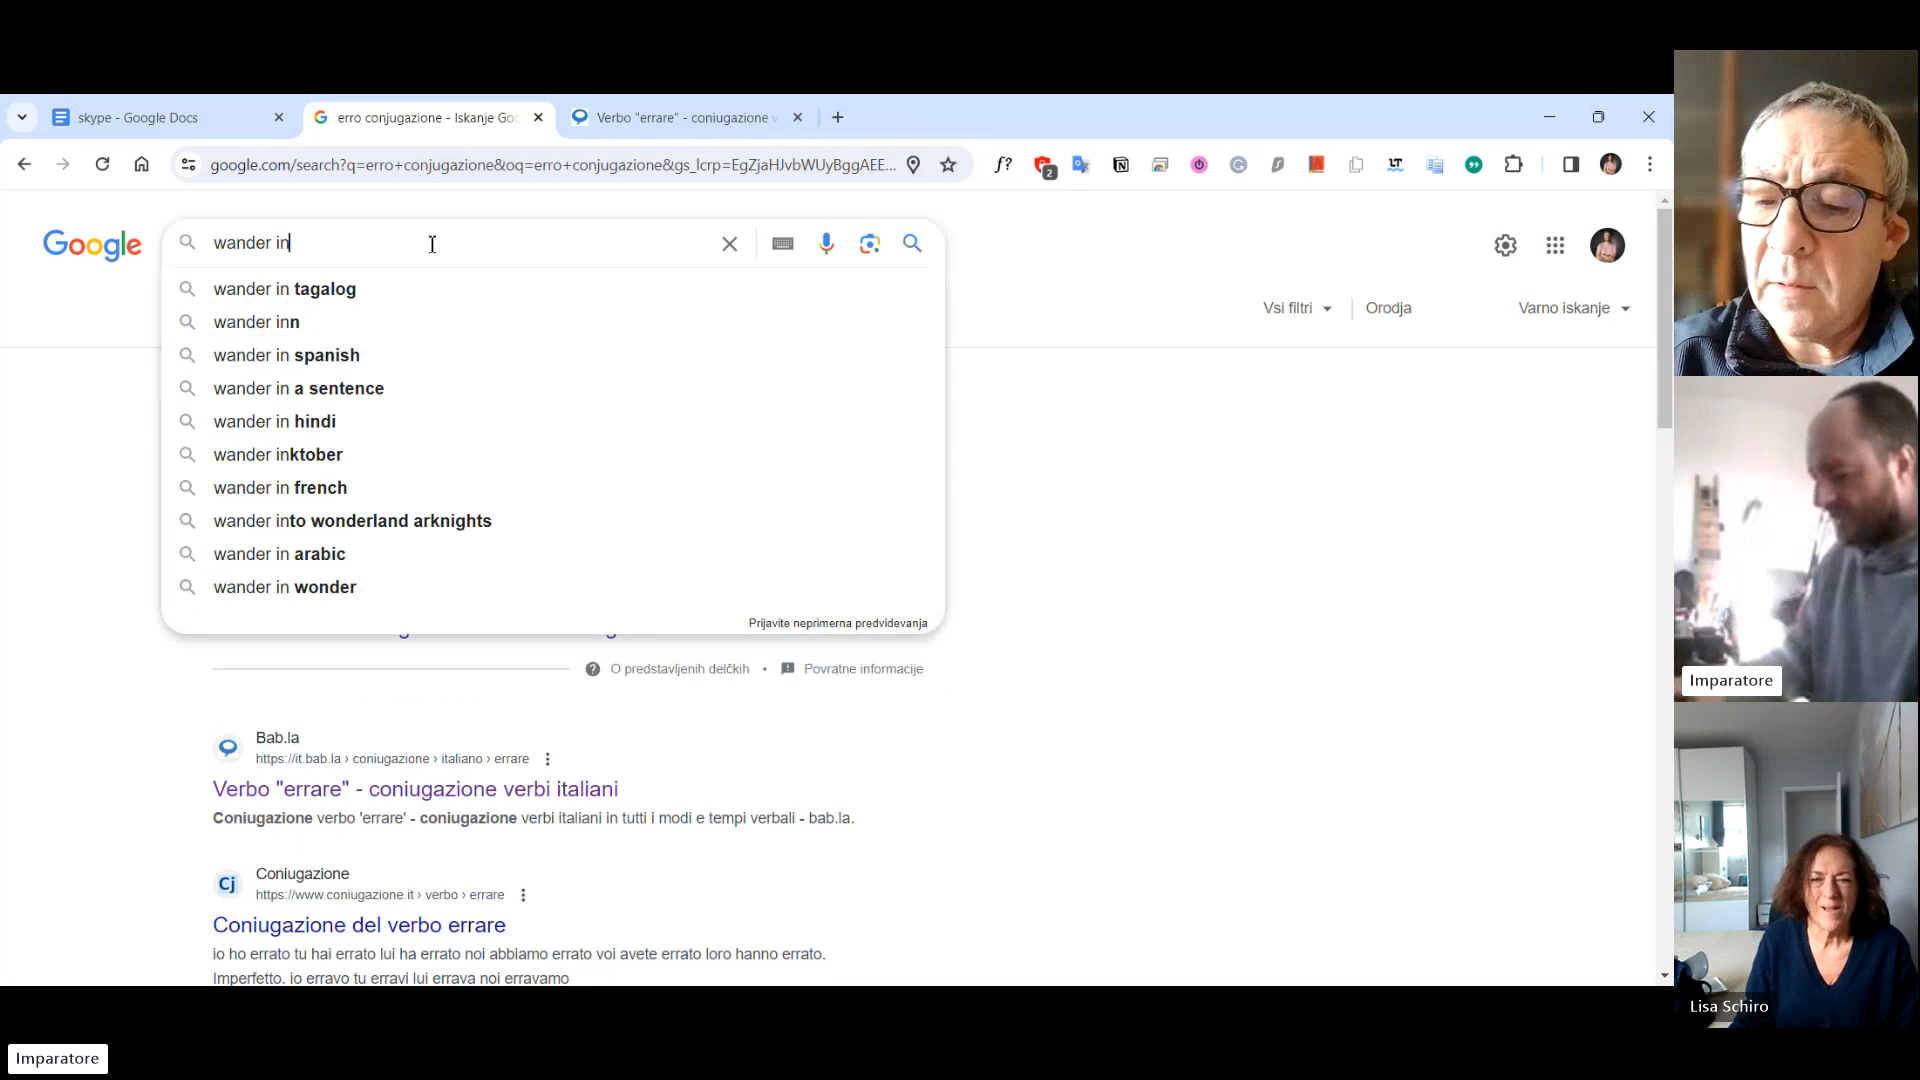 skype - Google Docs
erro conjugazione - Iskanje Goo
Verbo "errare" - coniugazione v
google.com/search?q=erro+conjugazione&oq=erro+conjugazione&gs_lcrp=EgZjaHJvbWUyBggAEE...
f?
2
LT
Google
wander in
wander in tagalog
wander inn
wander in spanish
wander in a sentence
wander in hindi
wander inktober
wander in french
wander into wonderland arknights
wander in arabic
wander in wonder
Prijavite neprimerna predvidevanja
Vsi filtri
Orodja
Varno iskanje
O predstavljenih delčkih • Povratne informacije
Bab.la
https://it.bab.la › coniugazione › italiano › errare
Verbo "errare" - coniugazione verbi italiani
Coniugazione verbo 'errare' - coniugazione verbi italiani in tutti i modi e tempi verbali - bab.la.
Cj
Coniugazione
https://www.coniugazione.it › verbo › errare
Coniugazione del verbo errare
io ho errato tu hai errato lui ha errato noi abbiamo errato voi avete errato loro hanno errato.
Imperfetto. io erravo tu erravi lui errava noi erravamo
Imparatore
Lisa Schiro
Imparatore